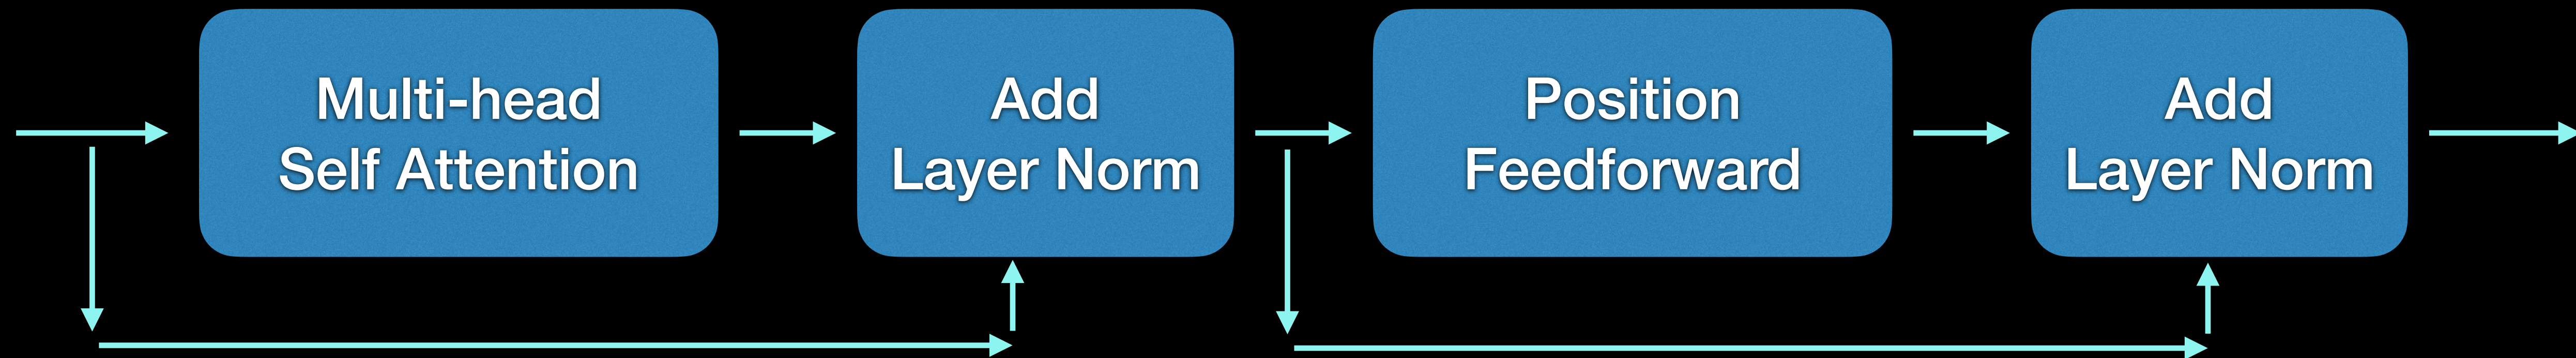 Multi-head
Self Attention
Add
Layer Norm
Position
Feedforward
Add
Layer Norm